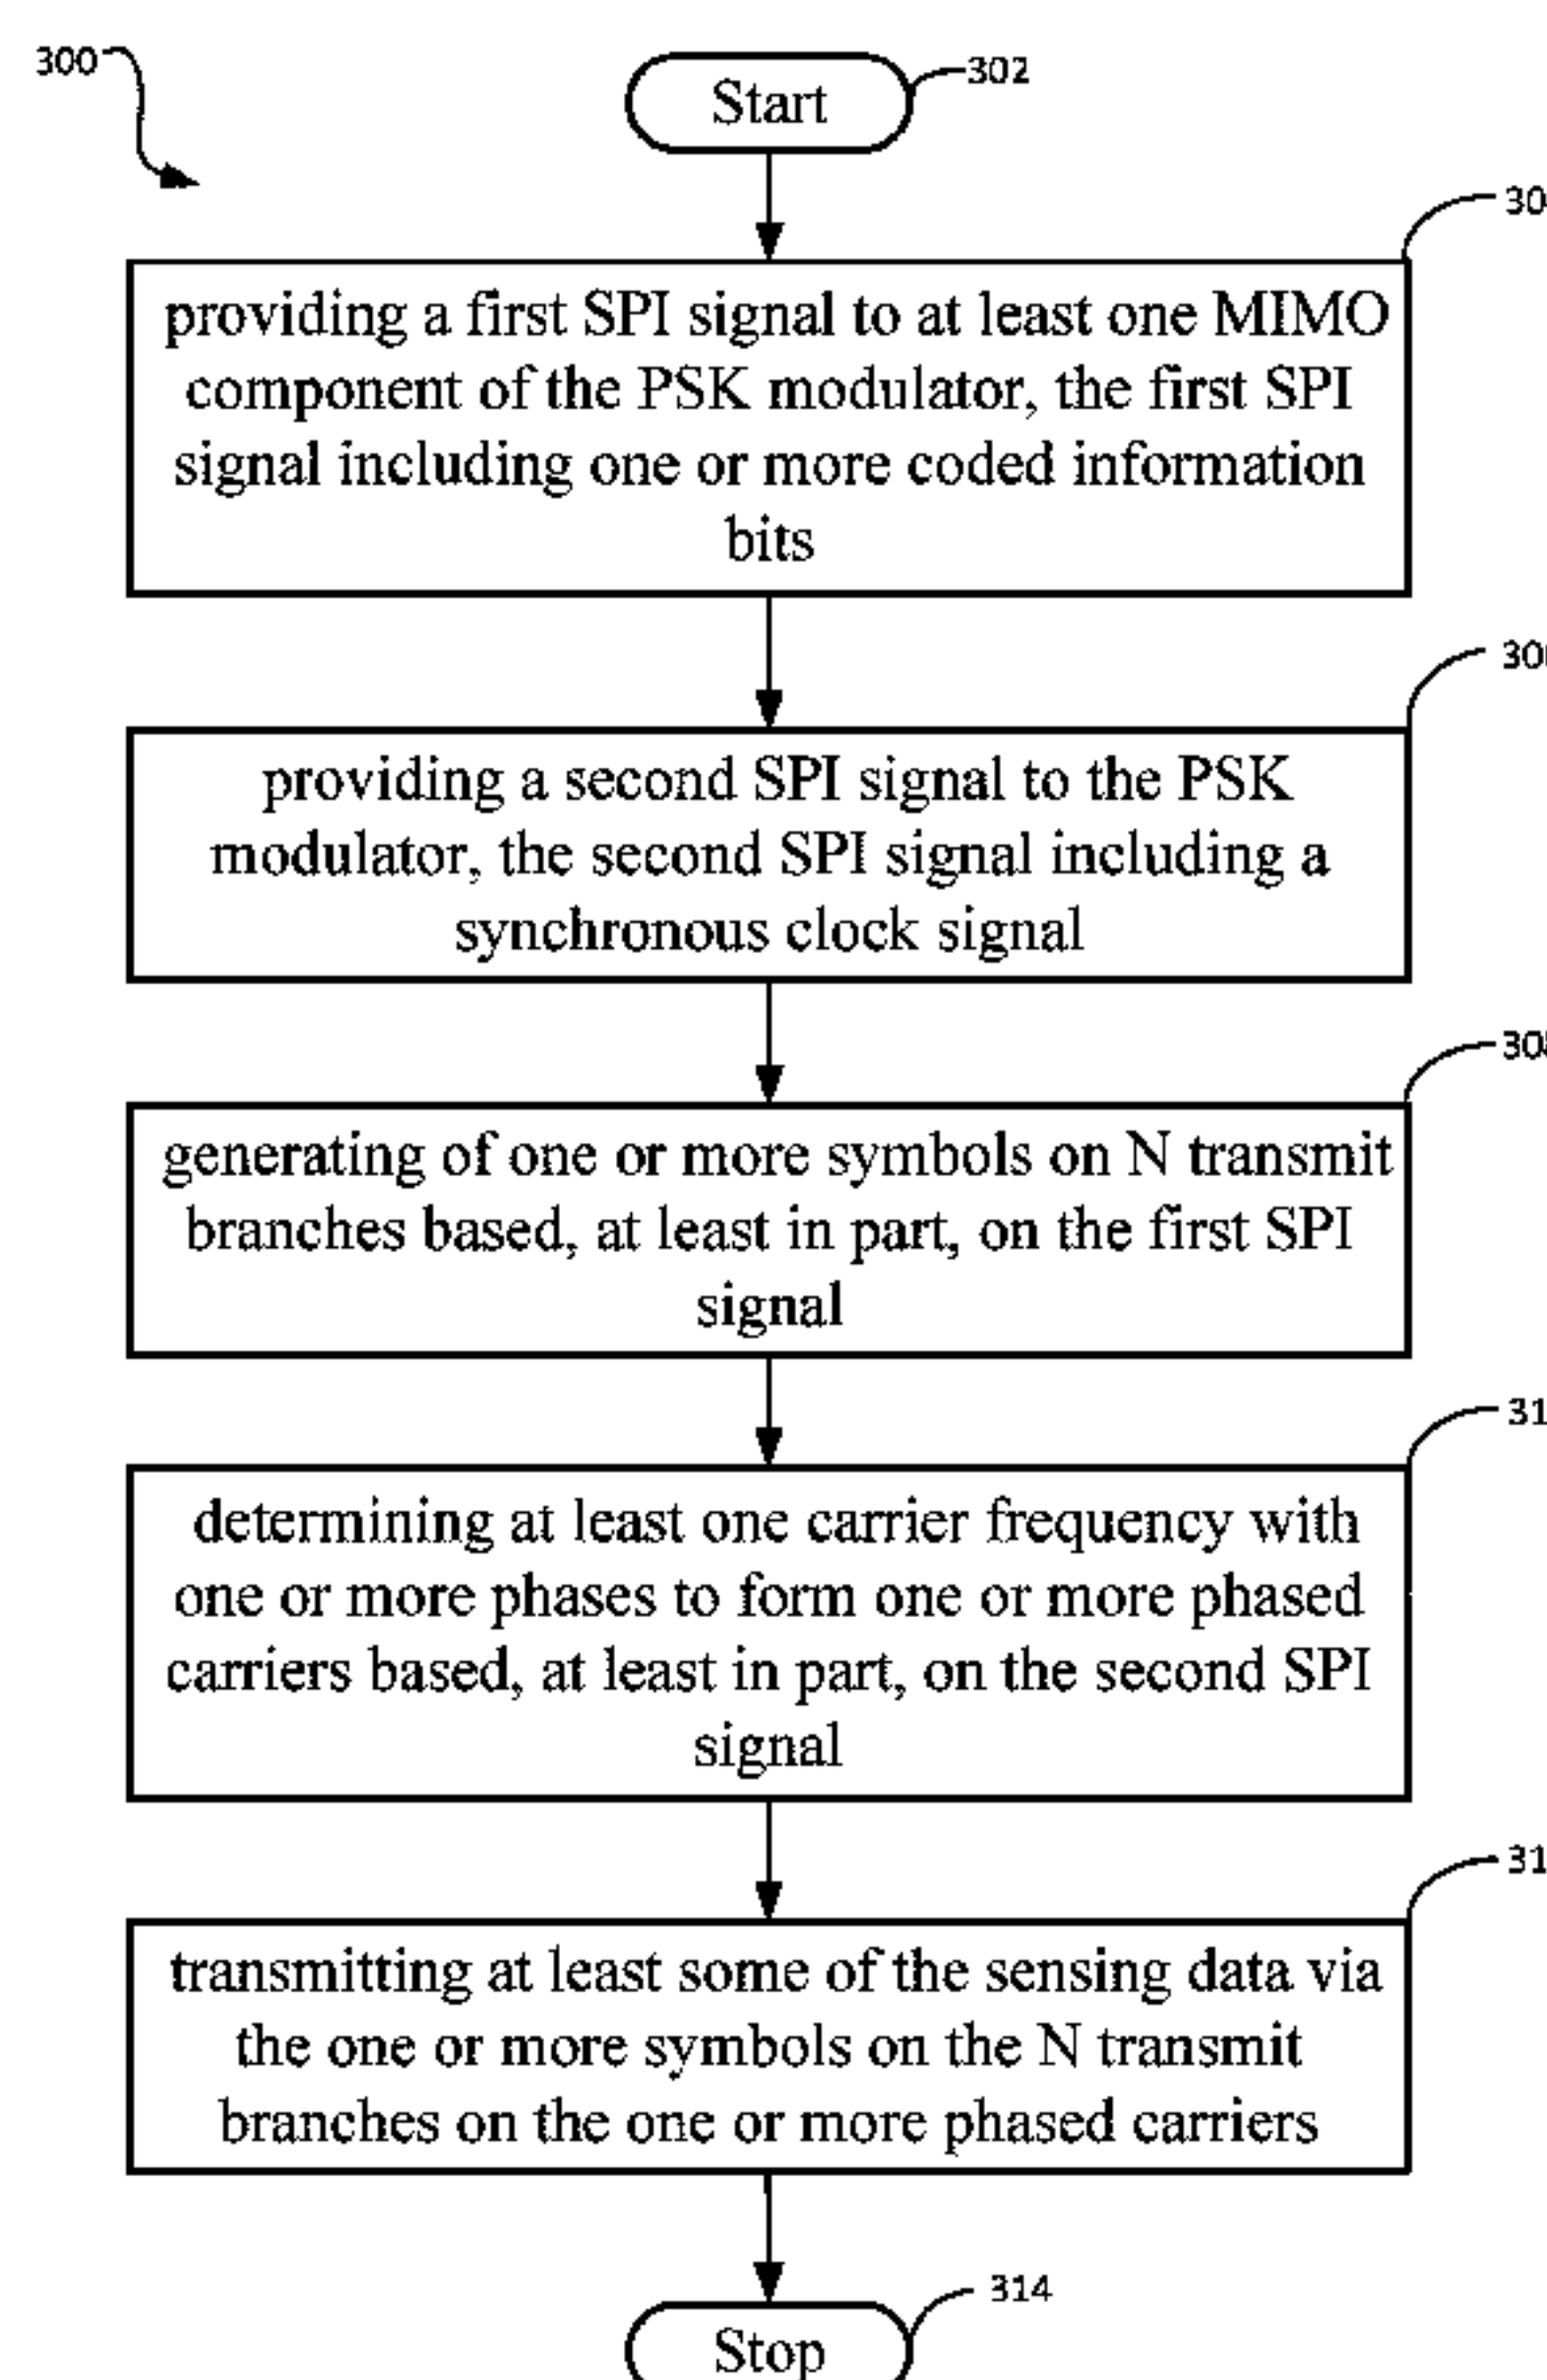 300
Start
302
providing a first SPI signal to at least one MIMO
component of the PSK modulator, the first SPI
signal including one or more coded information
bits
providing a second SPI signal to the PSK
modulator, the second SPI signal including a
synchronous clock signal
generating of one or more symbols on N transmit
branches based, at least in part, on the first SPI
signal
determining at least one carrier frequency with
one or more phases to form one or more phased
carriers based, at least in part, on the second SPI
signal
transmitting at least some of the sensing data via
the one or more symbols on the N transmit
branches on the one or more phased carriers
314
Stop